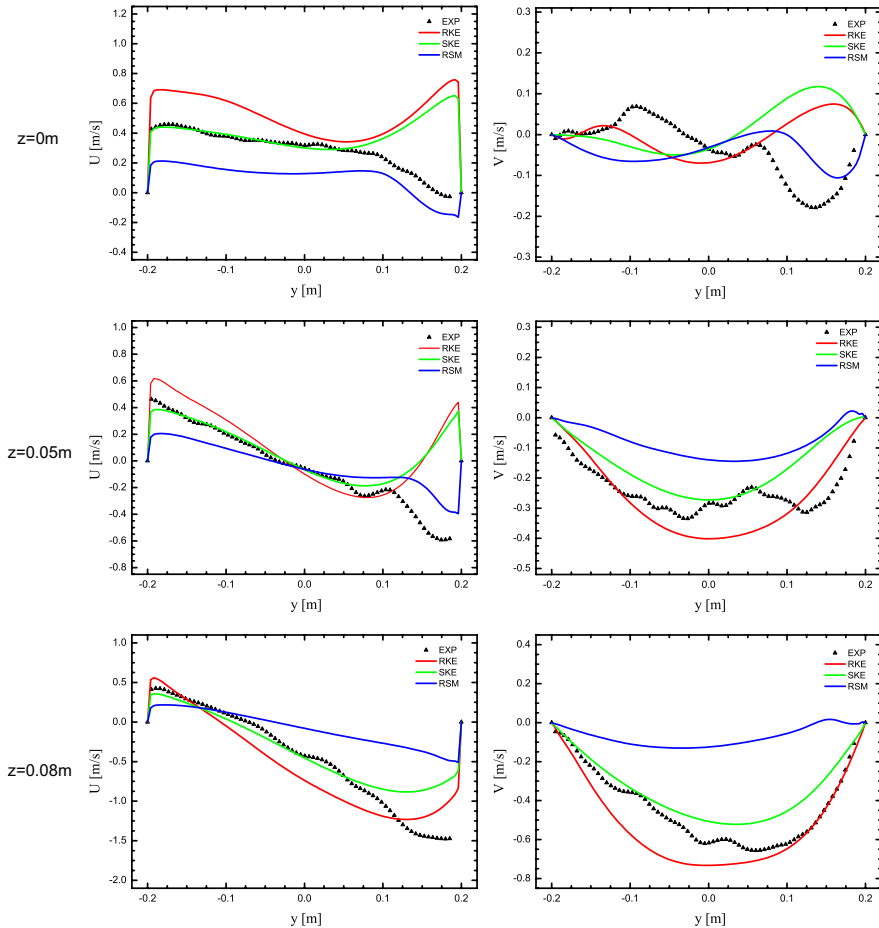 z=0m
U [m/s]
1.2
1.0
0.8
0.6
0.4
0.2
0.0
-0.2
-0.4
-0.2
-0.1
0.0
0.1
0.2
y [m]
EXP
RKE
SKE
RSM
V [m/s]
0.3
0.2
0.1
0.0
-0.1
-0.2
-0.3
-0.2
-0.1
0.0
0.1
0.2
y [m]
EXP
RKE
SKE
RSM
z=0.05m
U [m/s]
1.0
0.8
0.6
0.4
0.2
0.0
-0.2
-0.4
-0.6
-0.8
-0.2
-0.1
0.0
0.1
0.2
y [m]
EXP
RKE
SKE
RSM
V [m/s]
0.3
0.2
0.1
0.0
-0.1
-0.2
-0.3
-0.4
-0.5
-0.2
-0.1
0.0
0.1
0.2
y [m]
EXP
RKE
SKE
RSM
z=0.08m
U [m/s]
1.0
0.5
0.0
-0.5
-1.0
-1.5
-2.0
-0.2
-0.1
0.0
0.1
0.2
y [m]
EXP
RKE
SKE
RSM
V [m/s]
0.4
0.2
0.0
-0.2
-0.4
-0.6
-0.8
-0.2
-0.1
0.0
0.1
0.2
y [m]
EXP
RKE
SKE
RSM